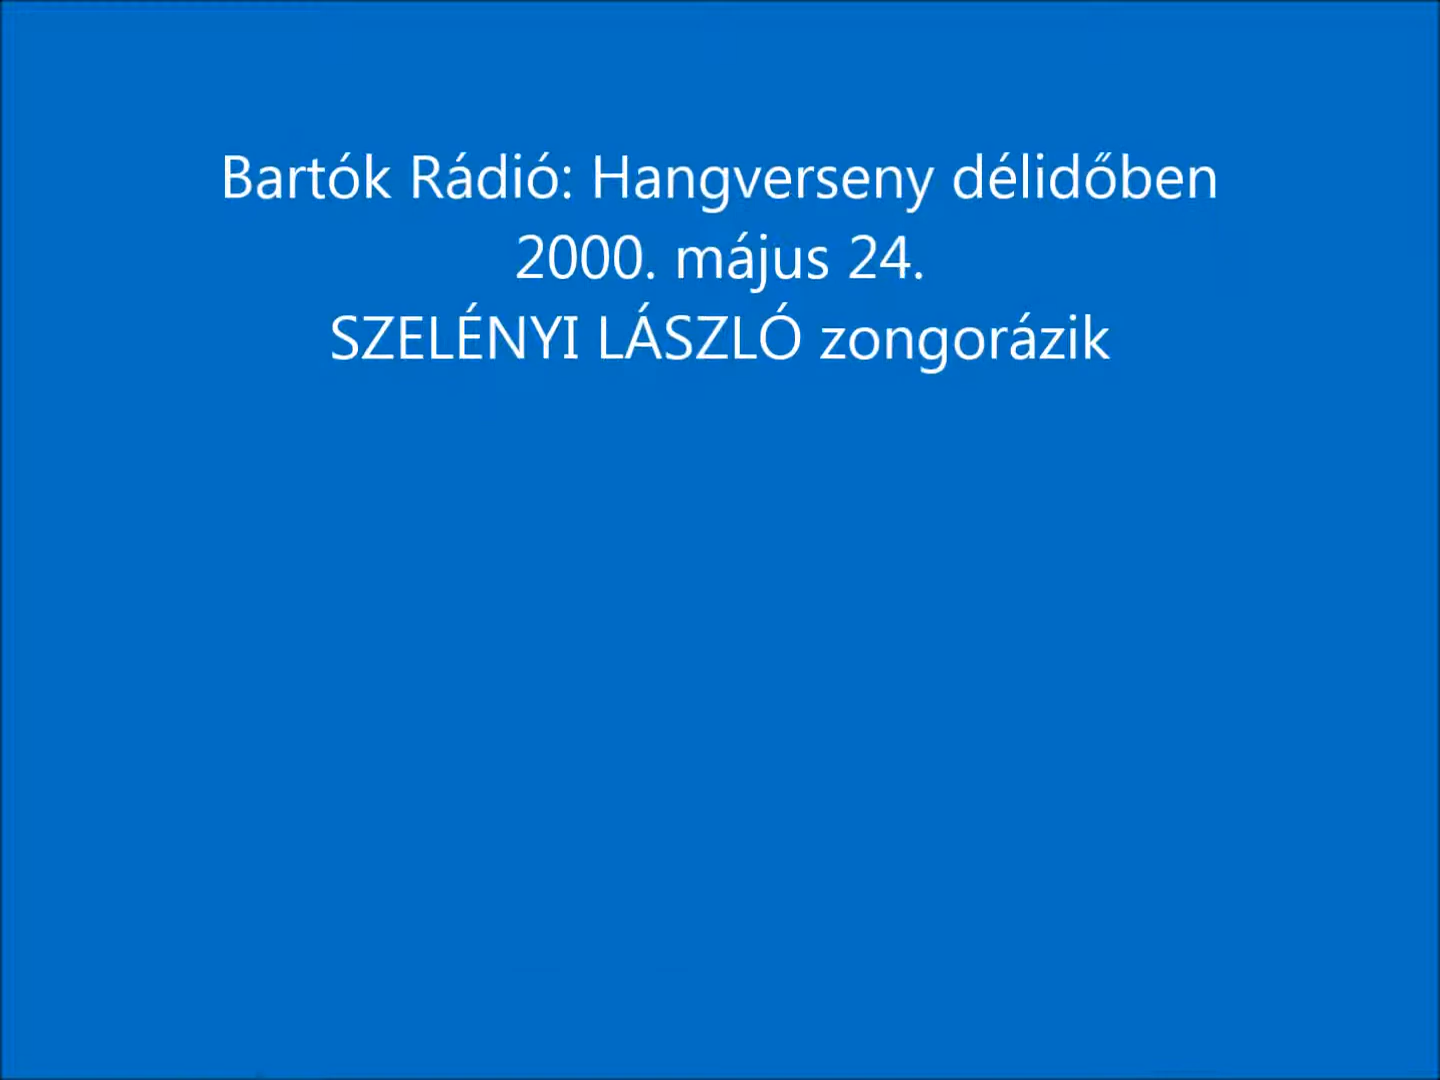 Bartók Rádió: Hangverseny délidőben
2000. május 24.
SZELÉNYI LÁSZLÓ zongorázik